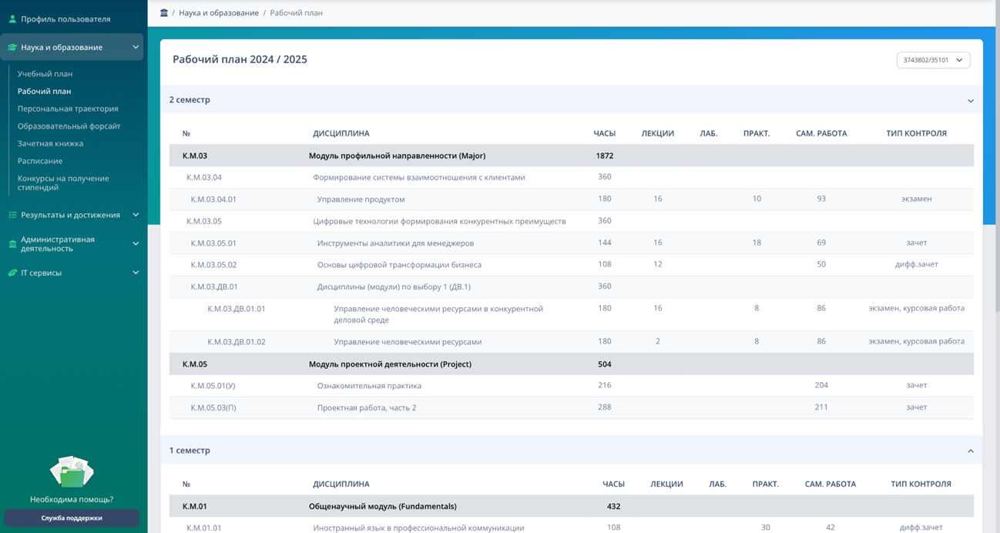 Профиль пользователя
Наука и образование
Учебный план
Рабочий план
Персональная траектория
Образовательный форсайт
Зачетная книжка
Расписание
Конкурсы на получение
стипендий
Результаты и достижения
Административная
деятельность
IT сервисы
Необходима помощь?
Служба поддержки
/ Наука и образование / Рабочий план
Рабочий план 2024 / 2025
3743802/35101
2 семестр
№ ДИСЦИПЛИНА ЧАСЫ ЛЕКЦИИ ЛАБ. ПРАКТ. САМ. РАБОТА ТИП КОНТРОЛЯ
К.М.03 Модуль профильной направленности (Major) 1872
К.М.03.04 Формирование системы взаимоотношения с клиентами 360
К.М.03.04.01 Управление продуктом 180 16 10 93 экзамен
К.М.03.05 Цифровые технологии формирования конкурентных преимуществ 360
К.М.03.05.01 Инструменты аналитики для менеджеров 144 16 18 69 зачет
К.М.03.05.02 Основы цифровой трансформации бизнеса 108 12 50 дифф.зачет
К.М.03.ДВ.01 Дисциплины (модули) по выбору 1 (ДВ.1) 360
К.М.03.ДВ.01.01 Управление человеческими ресурсами в конкурентной 180 16 8 86 экзамен, курсовая работа
деловой среде
К.М.03.ДВ.01.02 Управление человеческими ресурсами 180 2 8 86 экзамен, курсовая работа
К.М.05 Модуль проектной деятельности (Project) 504
К.М.05.01(У) Ознакомительная практика 216 204 зачет
К.М.05.03(П) Проектная работа, часть 2 288 211 зачет
1 семестр
№ ДИСЦИПЛИНА ЧАСЫ ЛЕКЦИИ ЛАБ. ПРАКТ. САМ. РАБОТА ТИП КОНТРОЛЯ
К.М.01 Общенаучный модуль (Fundamentals) 432
К.М.01.01 Иностранный язык в профессиональной коммуникации 108 30 42 дифф.зачет